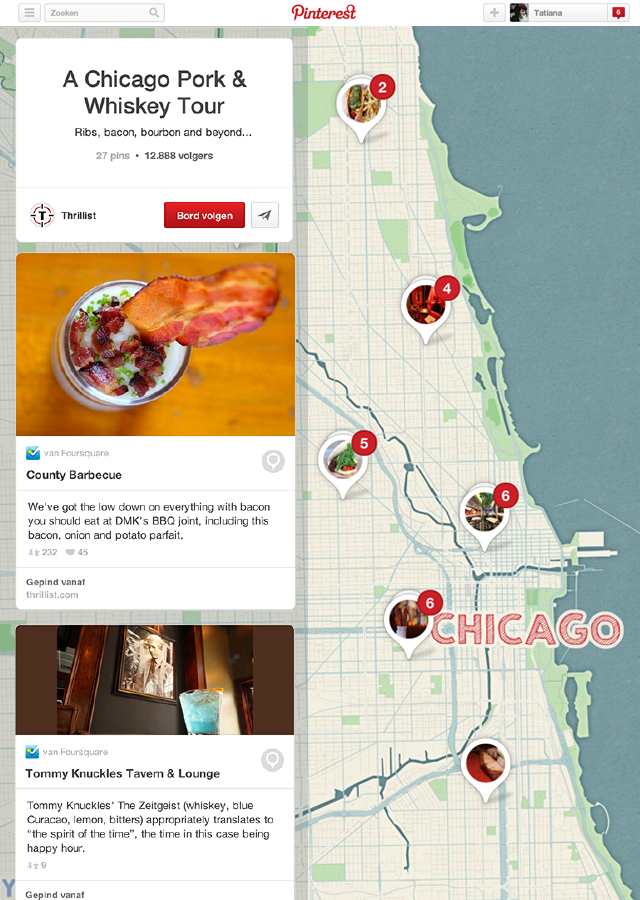 Zoeken
Pinterest
Tatiana
6
A Chicago Pork &
Whiskey Tour
Ribs, bacon, bourbon and beyond...
27 pins • 12.888 volgers
T
Thrillist
Bord volgen
van Foursquare
County Barbecue
We've got the low down on everything with bacon
you should eat at DMK's BBQ joint, including this
bacon, onion and potato parfait.
232 45
Gepind vanaf
thrillist.com
van Foursquare
Tommy Knuckles Tavern & Lounge
Tommy Knuckles' The Zeitgeist (whiskey, blue
Curacao, lemon, bitters) appropriately translates to
“the spirit of the time”, the time in this case being
happy hour.
9
Gepind vanaf
2
4
5
6
6
CHICAGO
Y